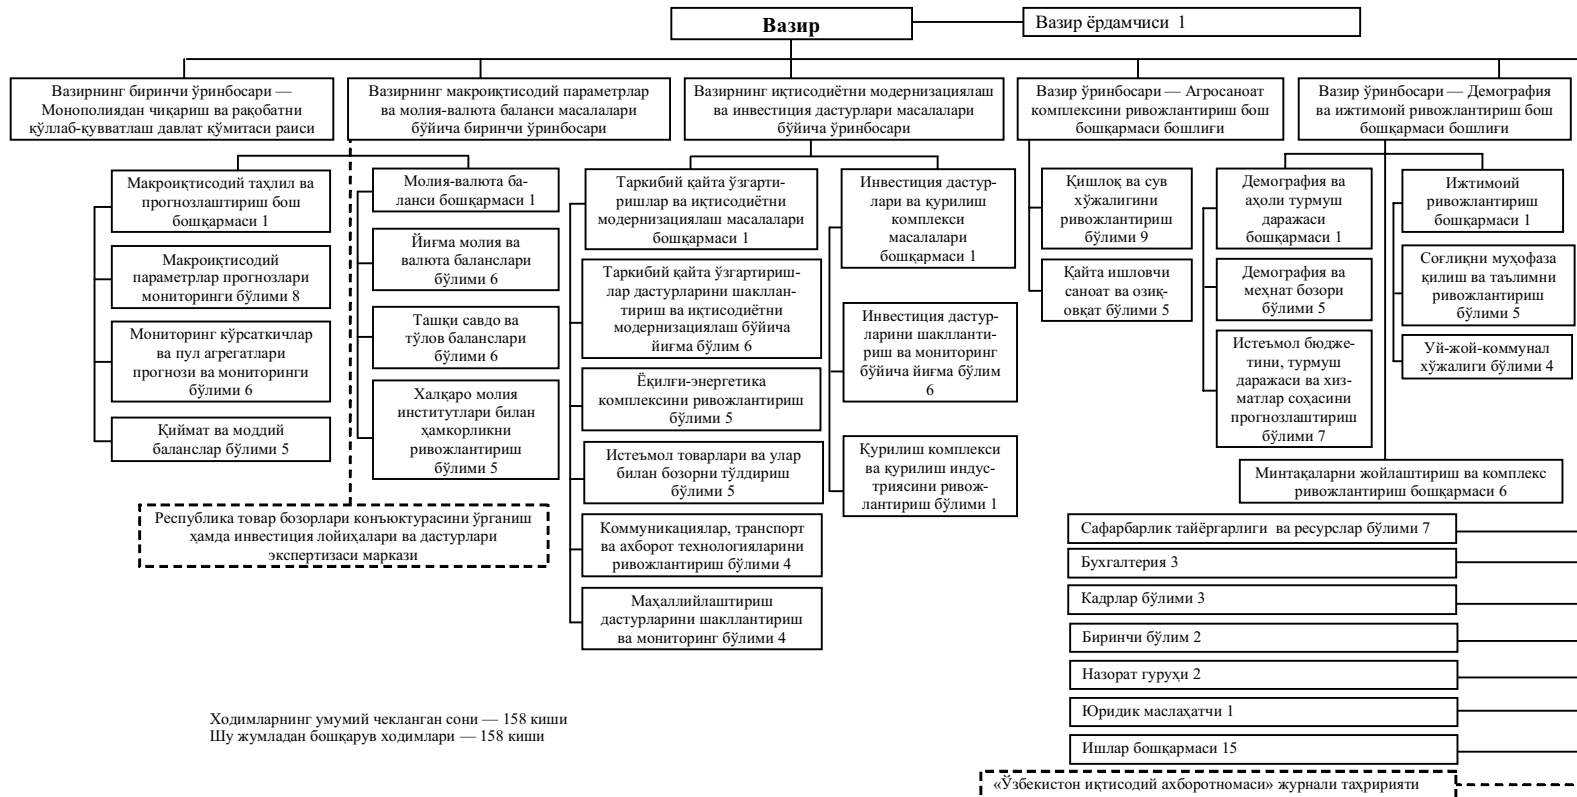 Вазир
Вазир ёрдамчиси 1
Вазирнинг биринчи ўринбосари —
Монополиядан чиқариш ва рақобатни
қўллаб-қувватлаш давлат қўмитаси раиси
Вазирнинг макроиқтисодий параметрлар
ва молия-валюта баланси масалалари
бўйича биринчи ўринбосари
Вазирнинг иқтисодиётни модернизациялаш
ва инвестиция дастурлари масалалари
бўйича ўринбосари
Вазир ўринбосари — Агросаноат
комплексини ривожлантириш бош
бошқармаси бошлиғи
Вазир ўринбосари — Демография
ва ижтимоий ривожлантириш бош
бошқармаси бошлиғи
Макроиқтисодий таҳлил ва
прогнозлаштириш бош
бошқармаси 1
Макроиқтисодий
параметрлар прогнозлари
мониторинги бўлими 8
Мониторинг кўрсаткичлар
ва пул агрегатлари
прогнози ва мониторинги
бўлими 6
Қиймат ва моддий
баланслар бўлими 5
Молия-валюта ба-
ланси бошқармаси 1
Йиғма молия ва
валюта баланслари
бўлими 6
Ташқи савдо ва
тўлов баланслари
бўлими 6
Халқаро молия
институтлари билан
ҳамкорликни
ривожлантириш
бўлими 5
Республика товар бозорлари конъюктурасини ўрганиш
ҳамда инвестиция лойиҳалари ва дастурлари
экспертизаси маркази
Таркибий қайта ўзгарти-
ришлар ва иқтисодиётни
модернизациялаш масалалари
бошқармаси 1
Таркибий қайта ўзгартириш-
лар дастурларини шакллан-
тириш ва иқтисодиётни
модернизациялаш бўйича
йиғма бўлим 6
Ёқилғи-энергетика
комплексини ривожлантириш
бўлими 5
Истеъмол товарлари ва улар
билан бозорни тўлдириш
бўлими 5
Коммуникациялар, транспорт
ва ахборот технологияларини
ривожлантириш бўлими 4
Маҳаллийлаштириш
дастурларини шакллантириш
ва мониторинг бўлими 4
Инвестиция дастур-
лари ва қурилиш
комплекси
масалалари
бошқармаси 1
Инвестиция дастур-
ларини шакллантi-
риш ва мониторинг
бўйича йиғма бўлим
6
Қурилиш комплекси
ва қурилиш индус-
триясини ривож-
лантириш бўлими 1
Қишлоқ ва сув
хўжалигини
ривожлантириш
бўлими 9
Қайта ишловчи
саноат ва озиқ-
овқат бўлими 5
Демография ва
аҳоли турмуш
даражаси
бошқармаси 1
Демография ва
меҳнат бозори
бўлими 5
Истеъмол бюдже-
тини, турмуш
даражаси ва хиз-
матлар соҳасини
прогнозлаштириш
бўлими 7
Ижтимоий
ривожлантириш
бошқармаси 1
Соғлиқни муҳофаза
қилиш ва таълимни
ривожлантириш
бўлими 5
Уй-жой-коммунал
хўжалиги бўлими 4
Минтақаларни жойлаштириш ва комплекс
ривожлантириш бошқармаси 6
Сафарбарлик тайёргарлиги ва ресурслар бўлими 7
Бухгалтерия 3
Кадрлар бўлими 3
Биринчи бўлим 2
Назорат гуруҳи 2
Юридик маслаҳатчи 1
Ишлар бошқармаси 15
«Ўзбекистон иқтисодий ахборотномаси» журнали таҳририяти
Ходимларнинг умумий чекланган сони — 158 киши
Шу жумладан бошқарув ходимлари — 158 киши